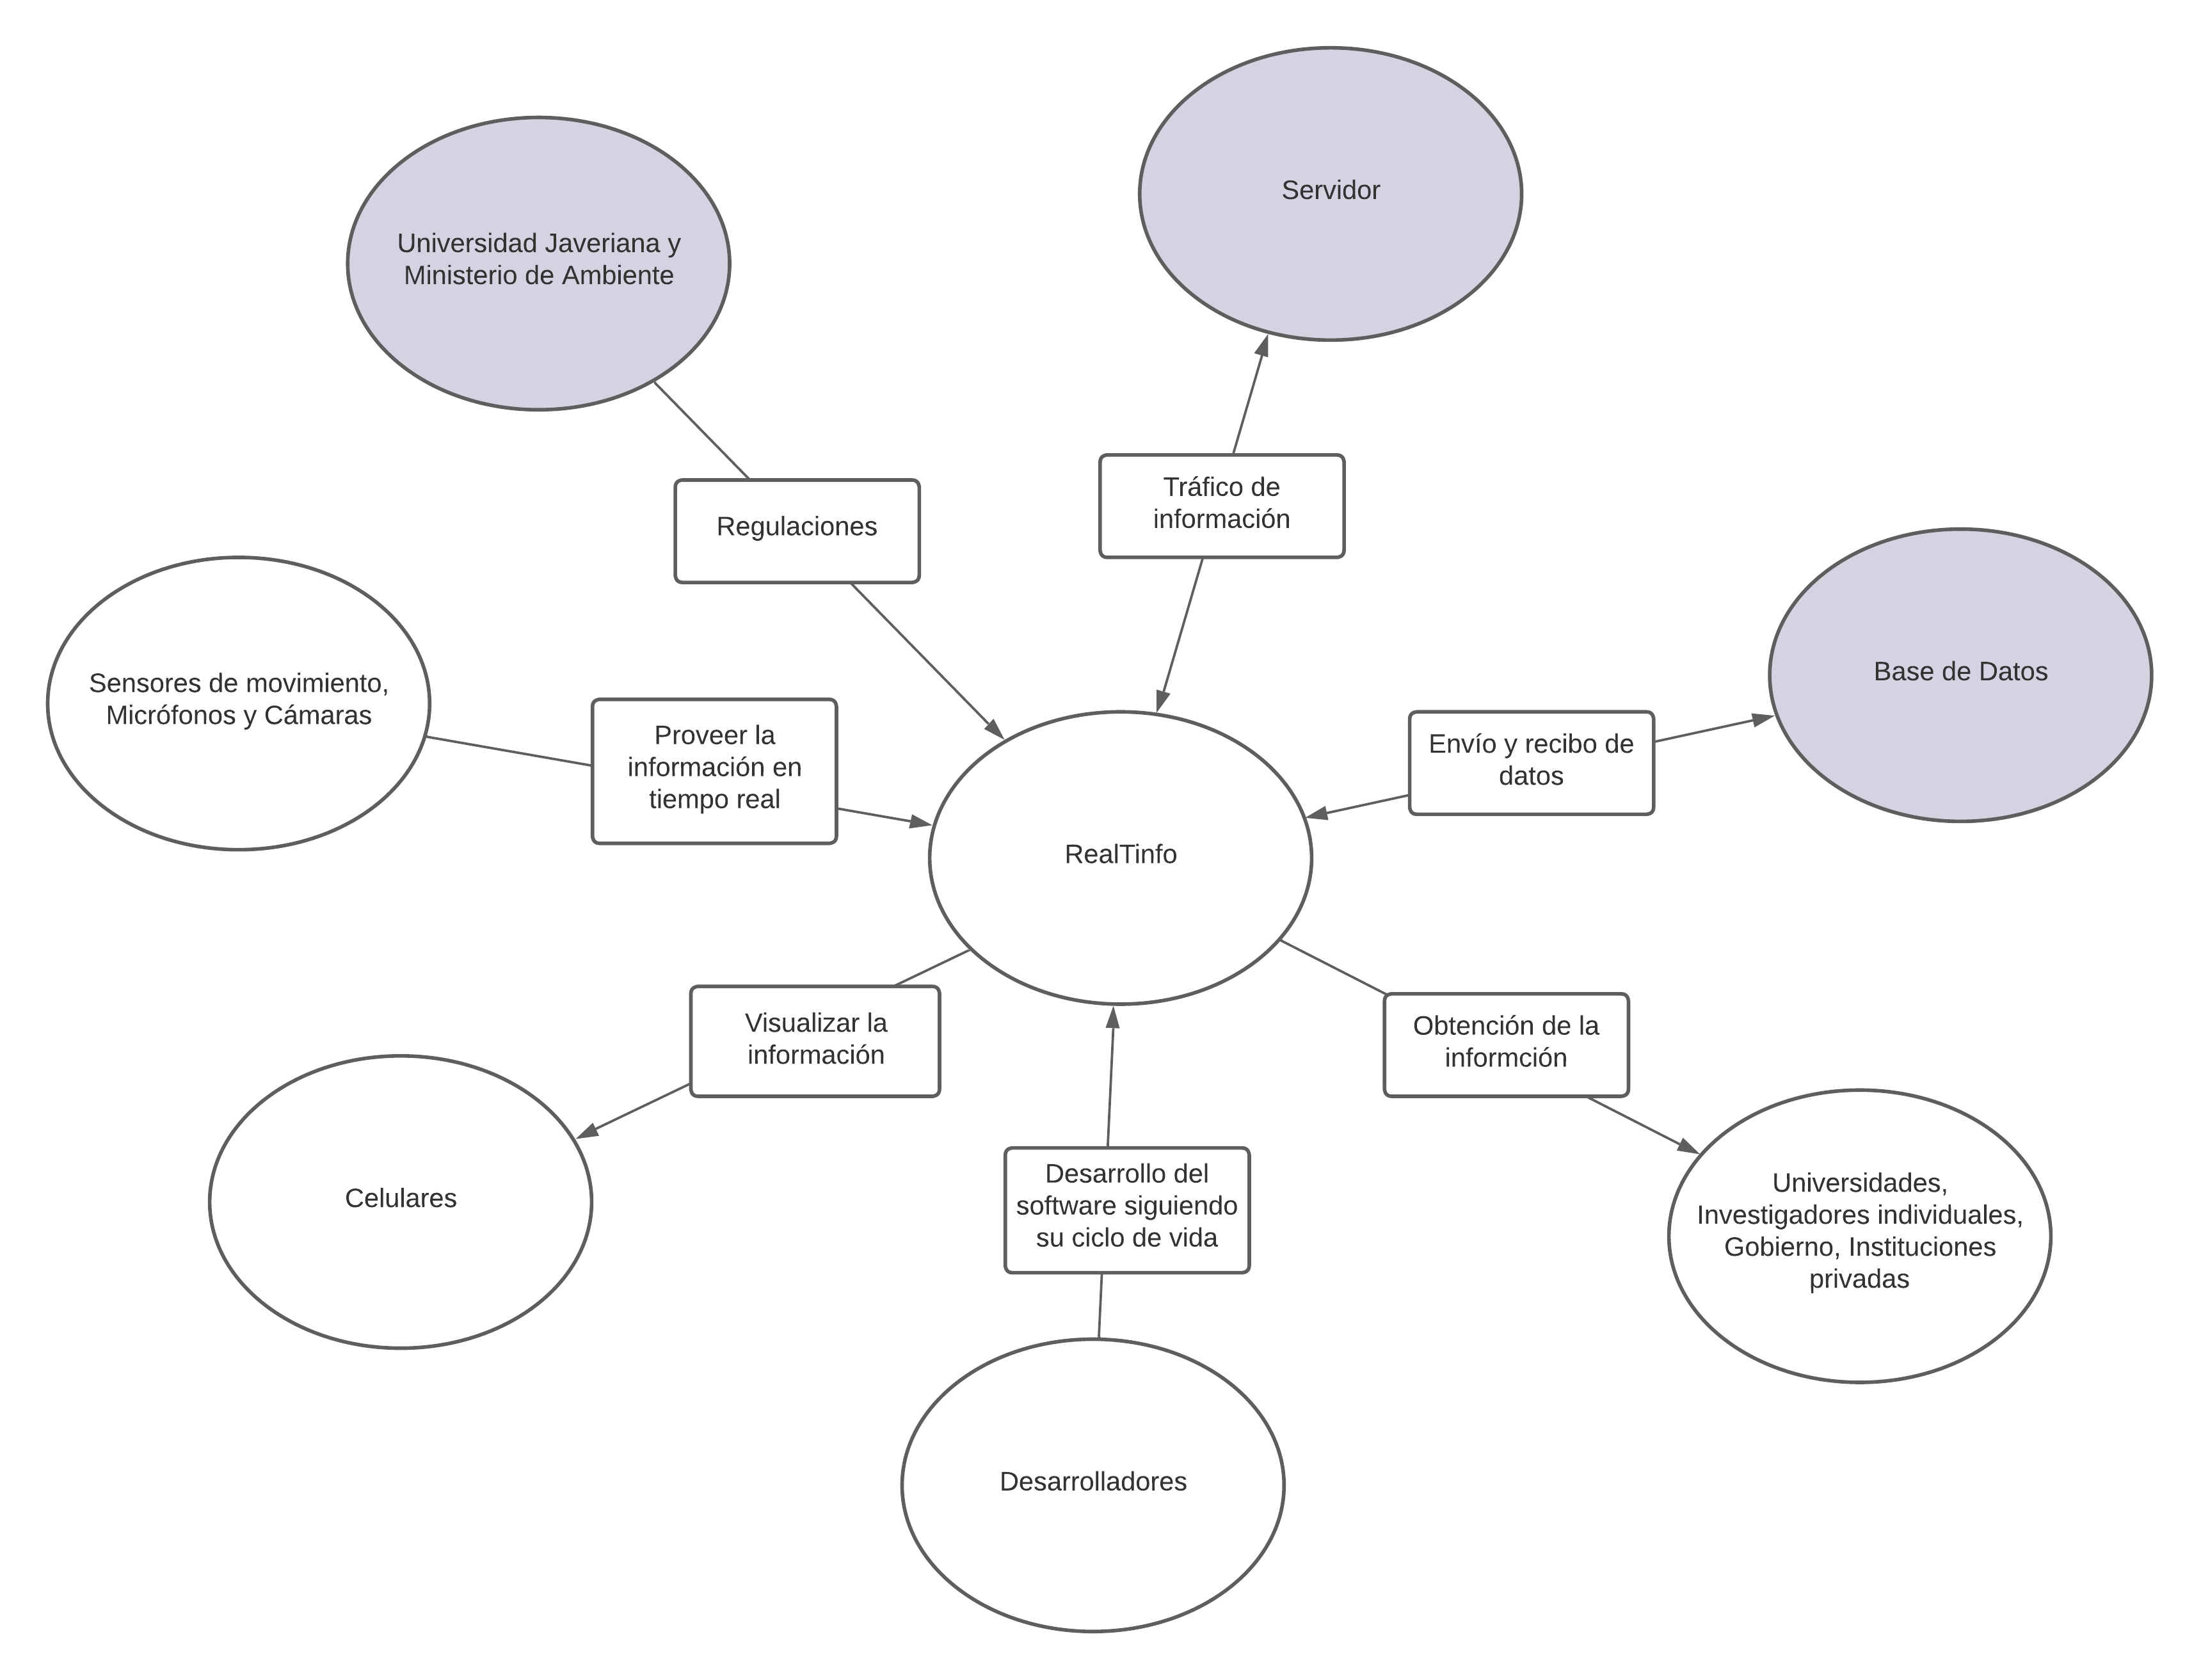 Servidor
Universidad Javeriana y
Ministerio de Ambiente
Tráfico de
información
Regulaciones
Sensores de movimiento,
Micrófonos y Cámaras
Proveer la
información en
tiempo real
Base de Datos
Envío y recibo de
datos
RealTinfo
Visualizar la
información
Obtención de la
informción
Celulares
Desarrollo del
software siguiendo
su ciclo de vida
Universidades,
Investigadores individuales,
Gobierno, Instituciones
privadas
Desarrolladores